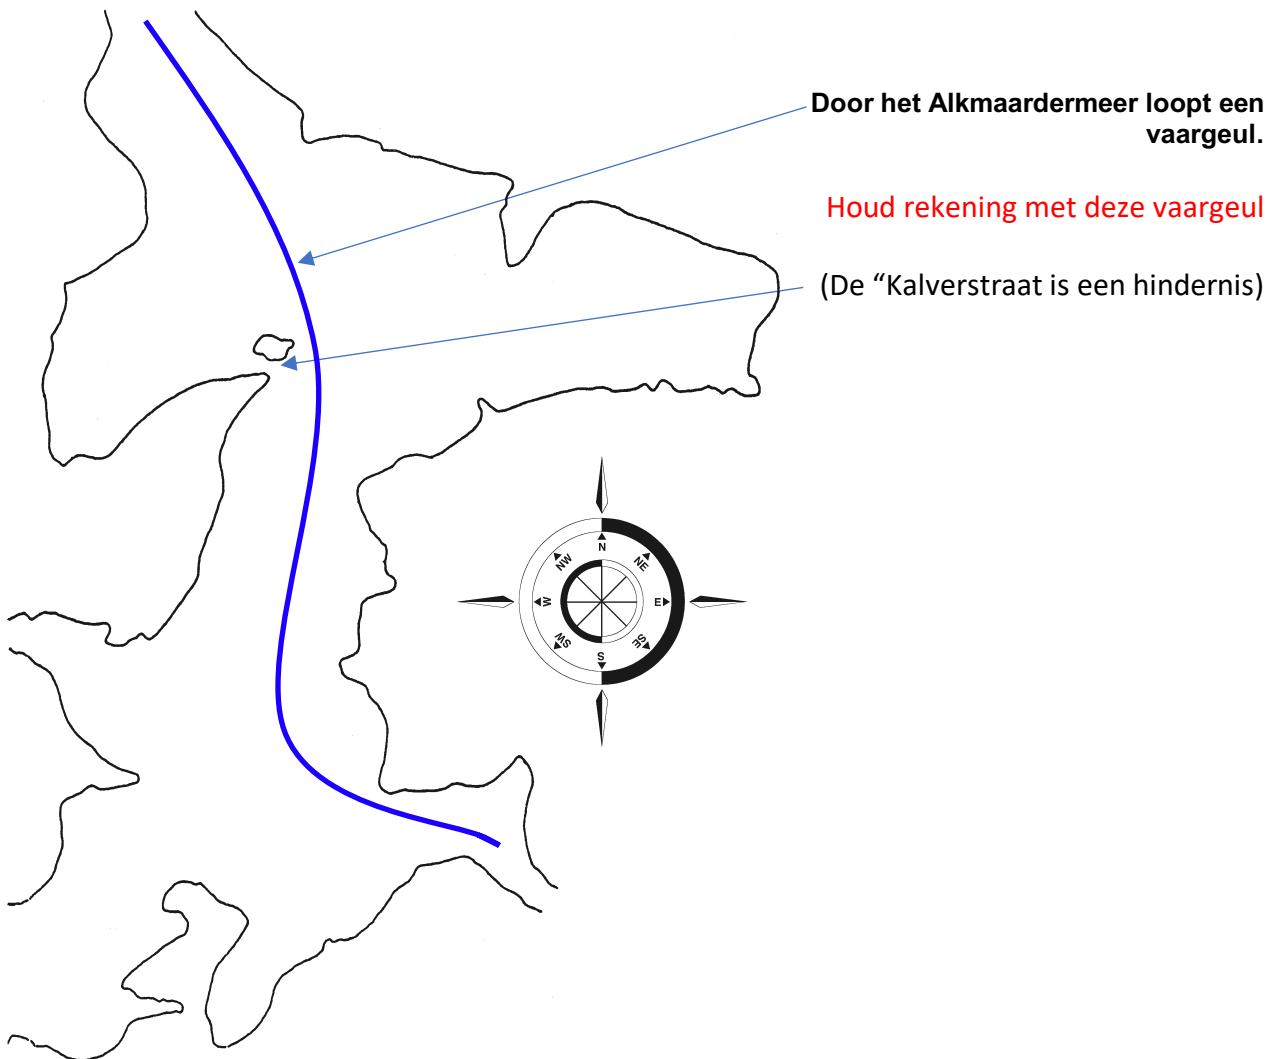 Door het Alkmaardermeer loopt een
vaargeul.
Houd rekening met deze vaargeul
(De “Kalverstraat is een hindernis)
N
NW
NE
W
E
SW
SE
S